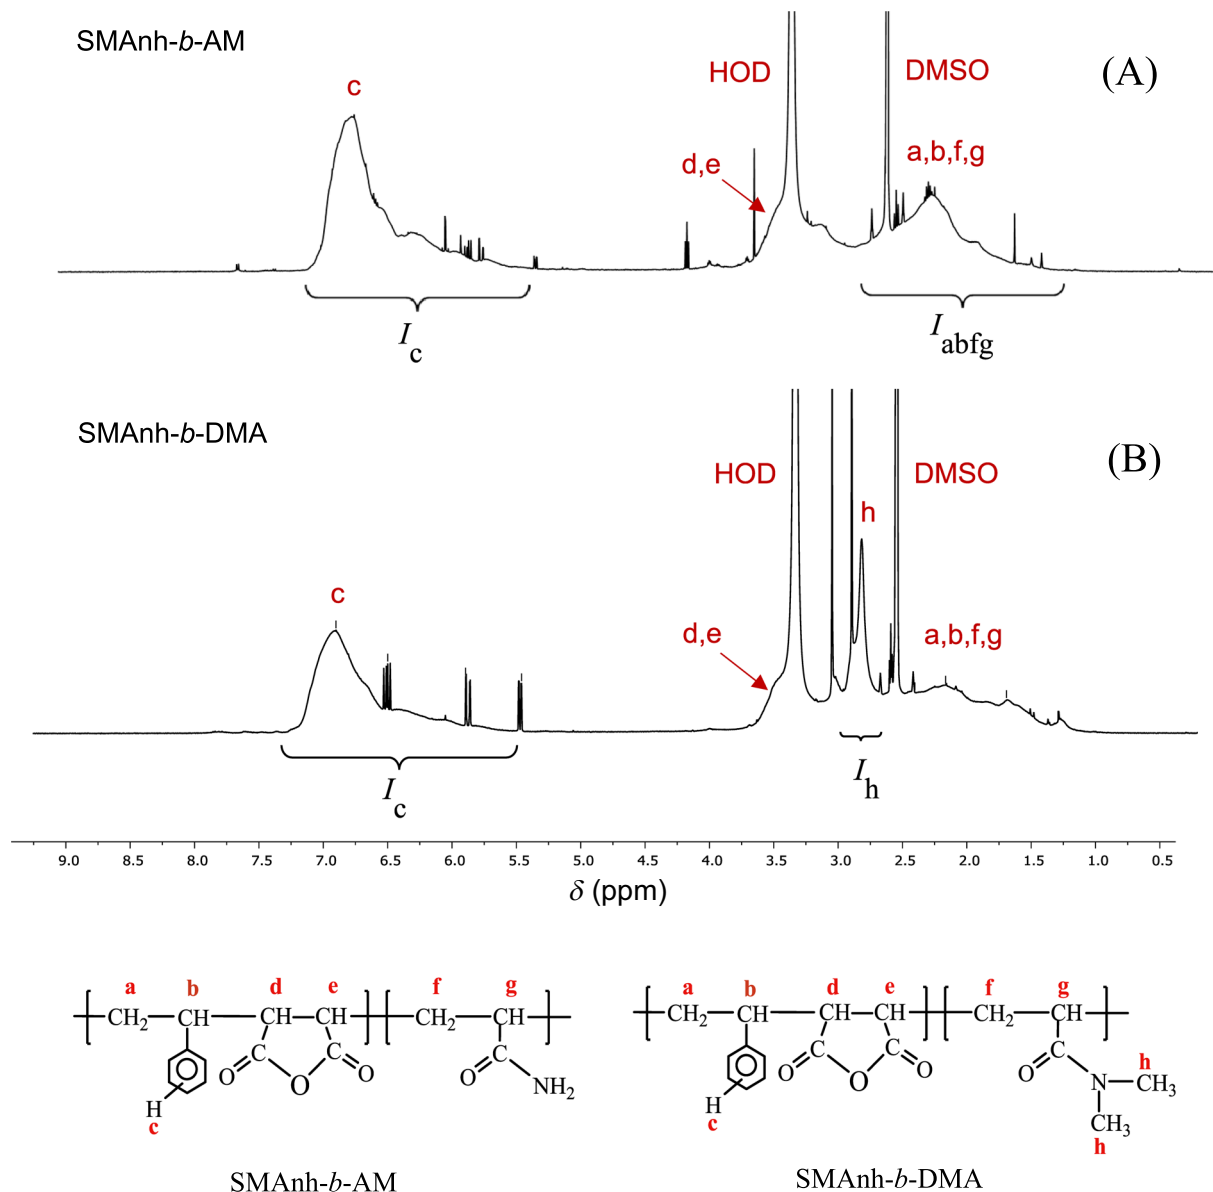 SMAnh-b-AM
(A)
HOD
DMSO
c
d,e
a,b,f,g
Ic
Iabfg
SMAnh-b-DMA
(B)
HOD
DMSO
h
c
d,e
a,b,f,g
Ic
Ih
9.0 8.5 8.0 7.5 7.0 6.5 6.0 5.5 5.0 4.5 4.0 3.5 3.0 2.5 2.0 1.5 1.0 0.5
δ (ppm)
a b d e f g
CH2 CH CH CH CH2 CH
C C C
O O O O NH2
H
c
SMAnh-b-AM
a b d e f g
CH2 CH CH CH CH2 CH
C C C h
O O O O N CH3
H
c CH3
h
SMAnh-b-DMA